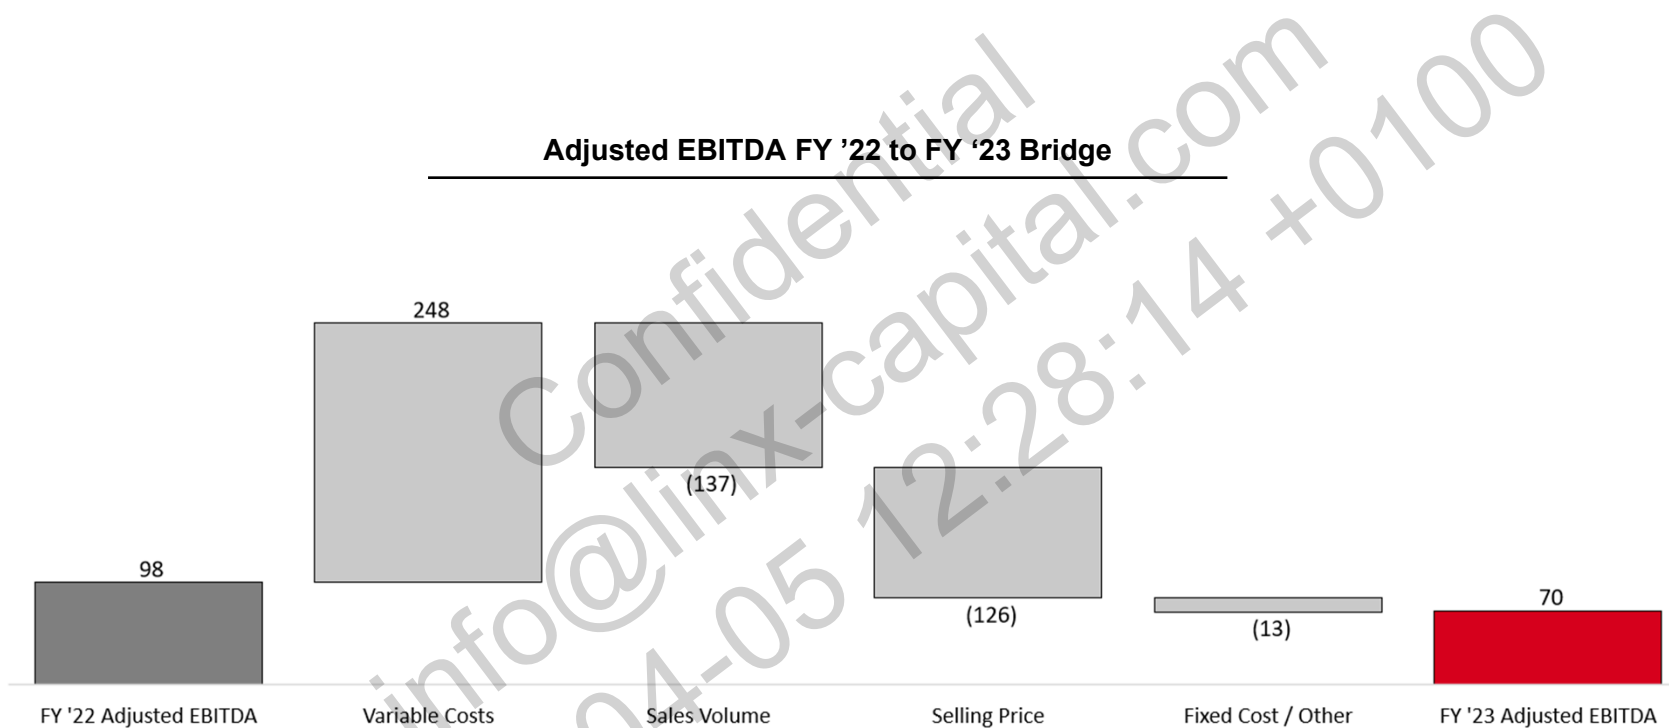 Adjusted EBITDA FY ’22 to FY ‘23 Bridge
248
(137)
98
(126)
(13)
70
FY '22 Adjusted EBITDA
Variable Costs
Sales Volume
Selling Price
Fixed Cost / Other
FY '23 Adjusted EBITDA
Confidential
info@linx-capital.com
04-05 12:28:14 +0100